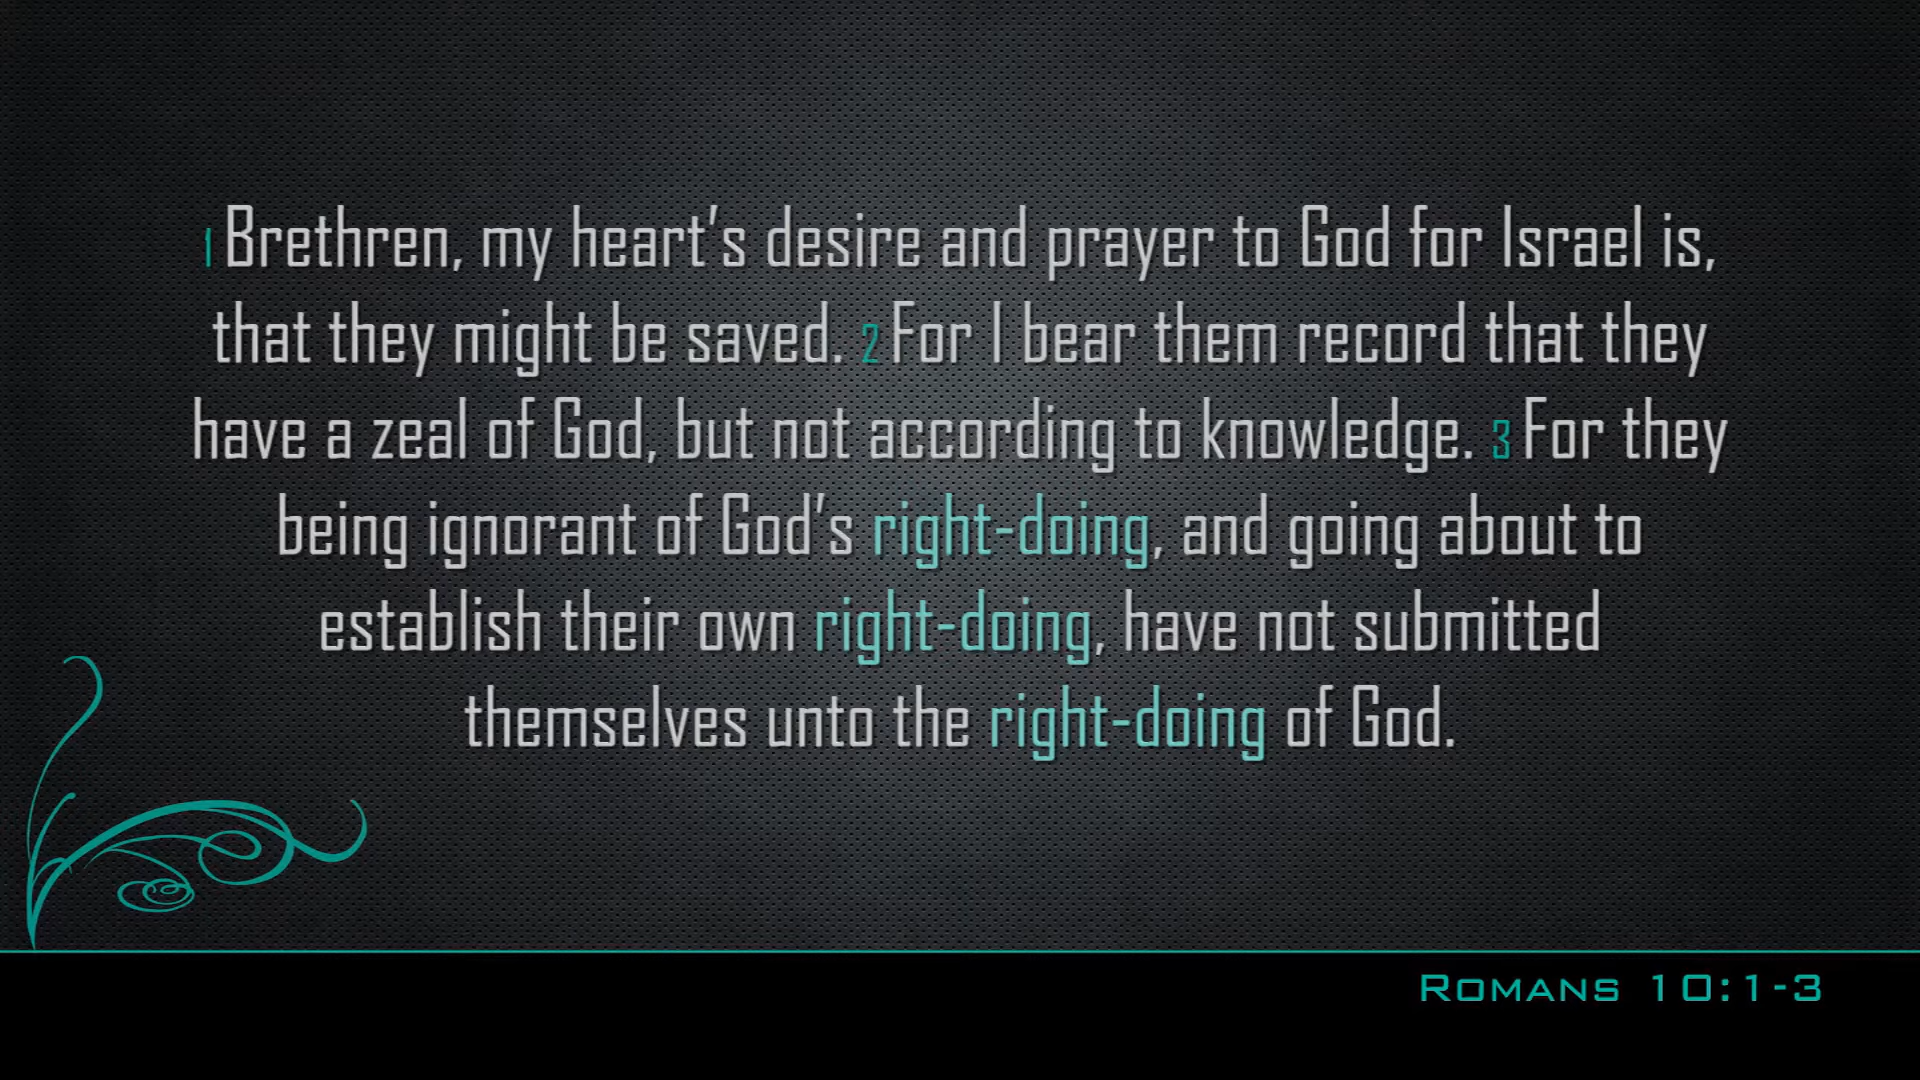 1 Brethren, my heart's desire and prayer to God for Israel is,
that they might be saved. 2 For I bear them record that they
have a zeal of God, but not according to knowledge. 3 For they
being ignorant of God's right-doing, and going about to
establish their own right-doing, have not submitted
themselves unto the right-doing of God.
Romans 10:1-3